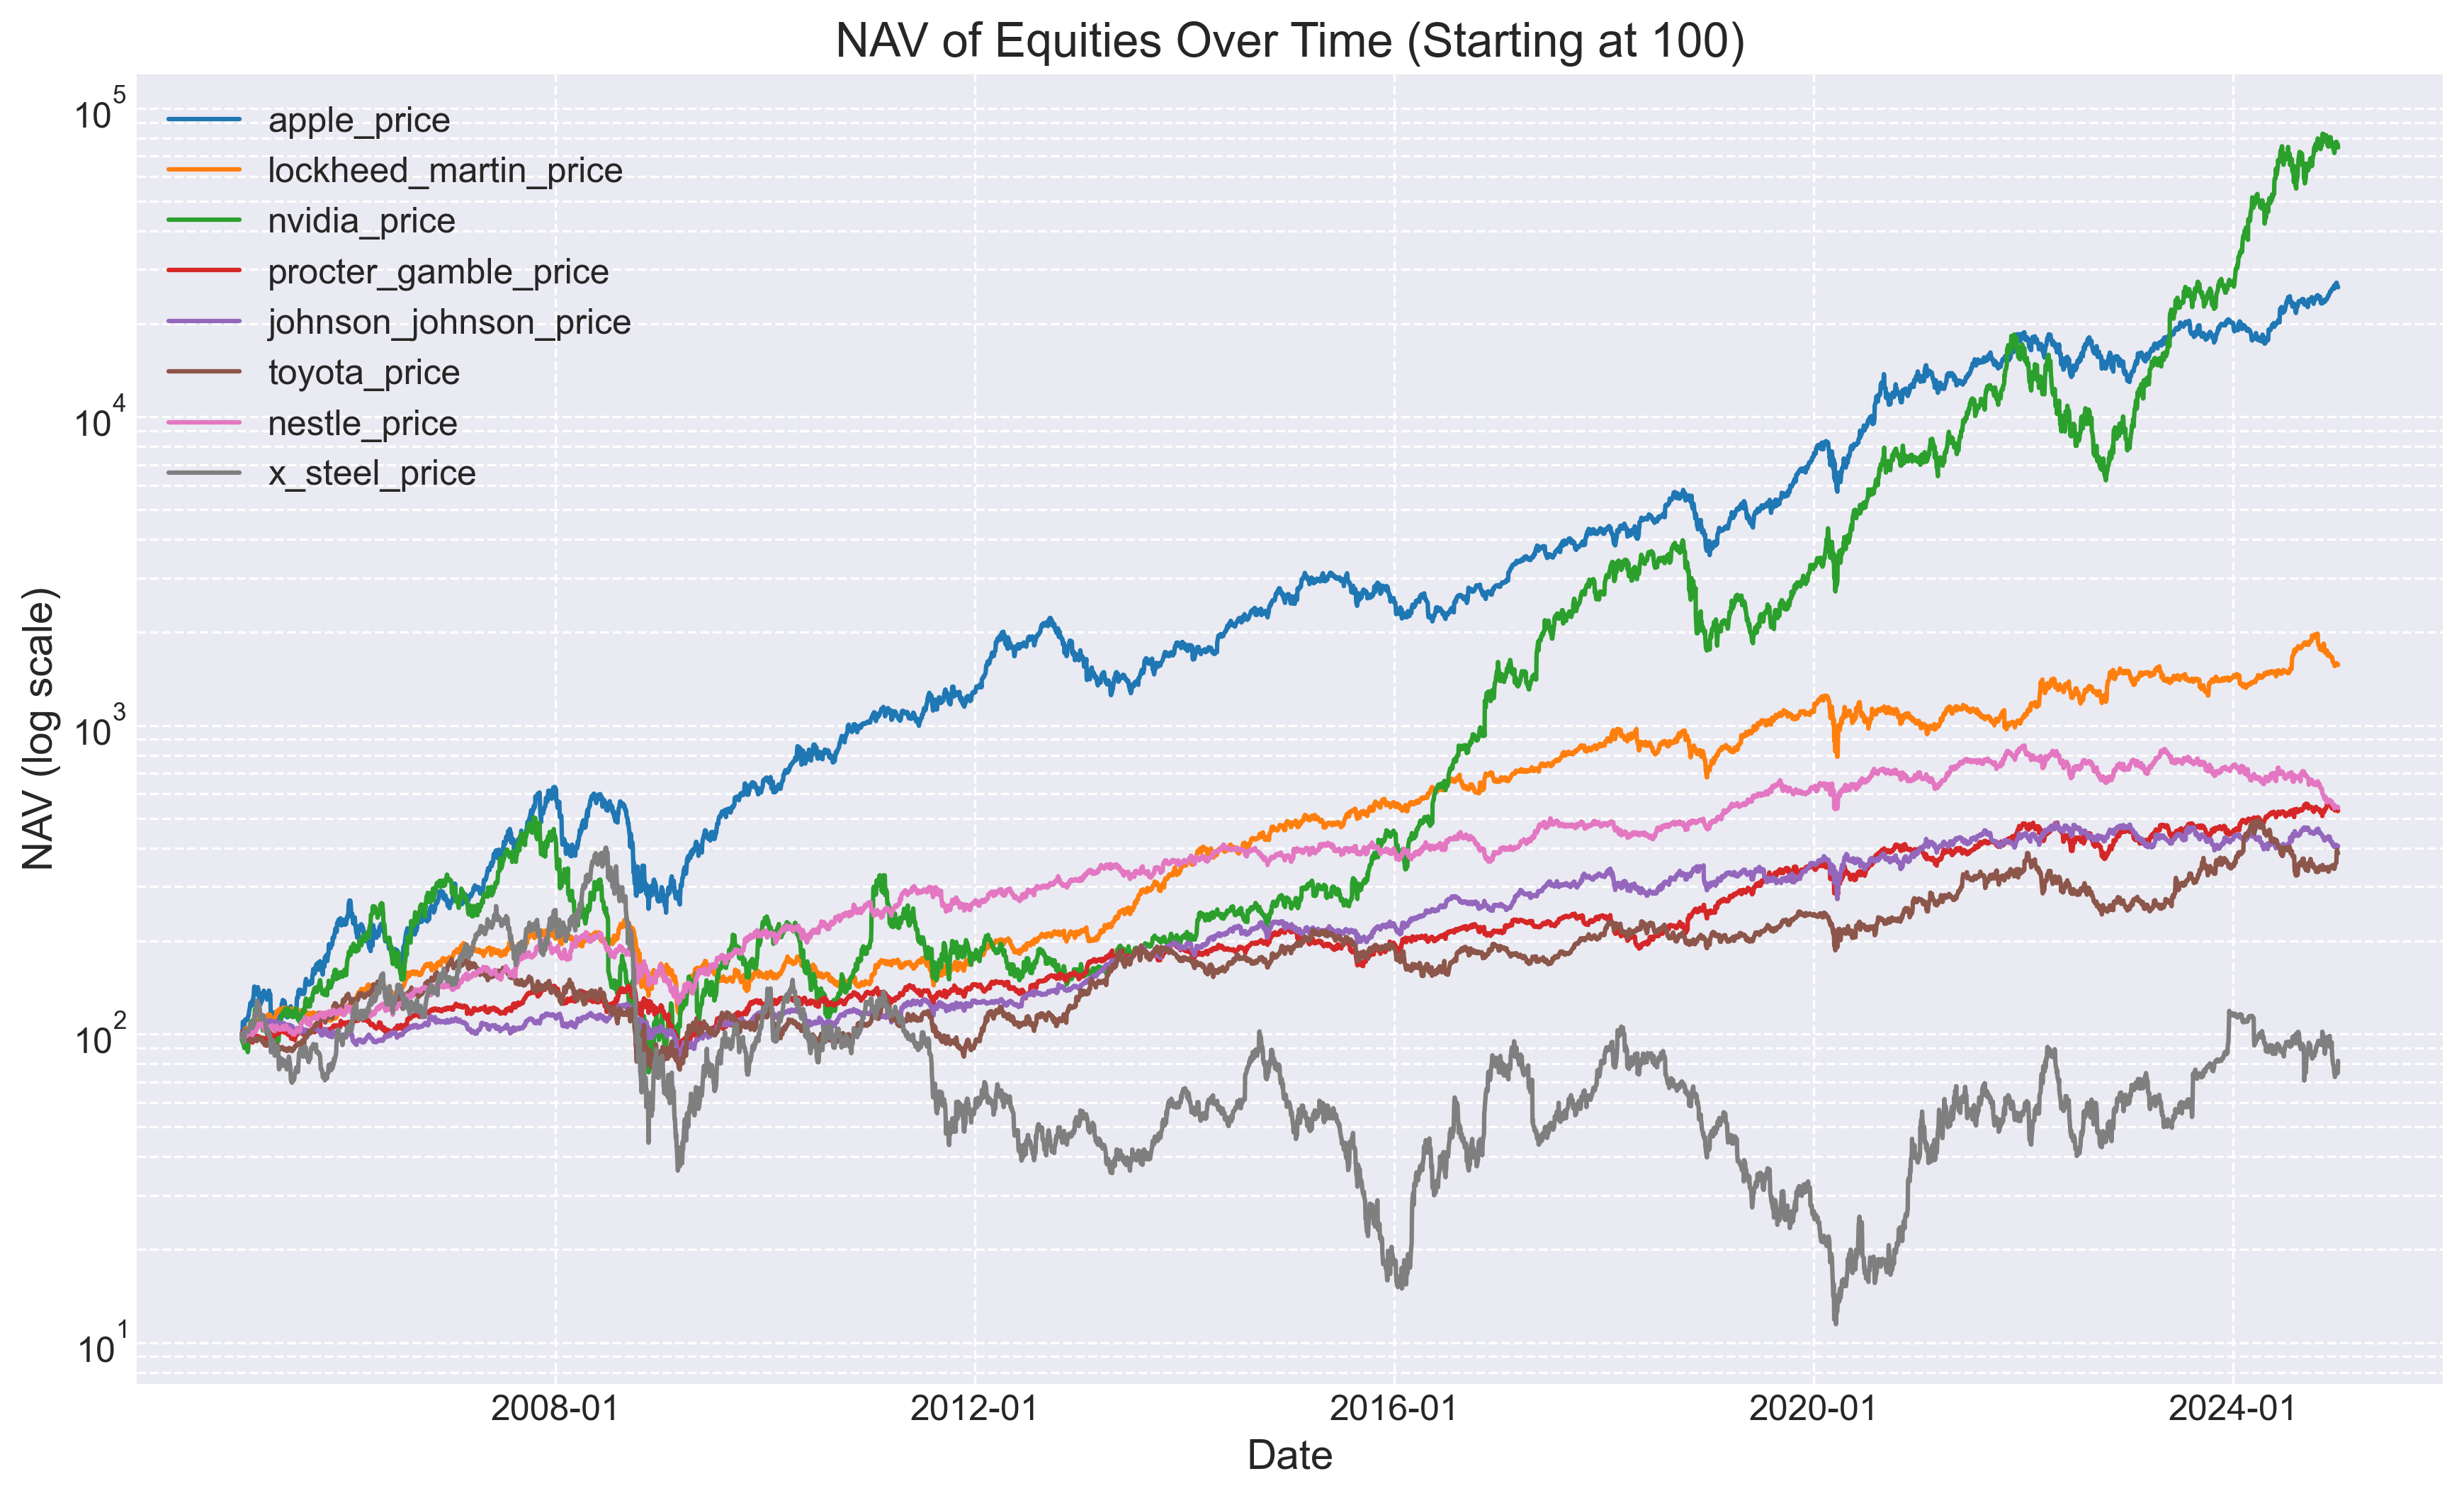 NAV of Equities Over Time (Starting at 100)
10^5
10^4
10^3
10^2
10^1
NAV (log scale)
apple_price
lockheed_martin_price
nvidia_price
procter_gamble_price
johnson_johnson_price
toyota_price
nestle_price
x_steel_price
2008-01 2012-01 2016-01 2020-01 2024-01
Date